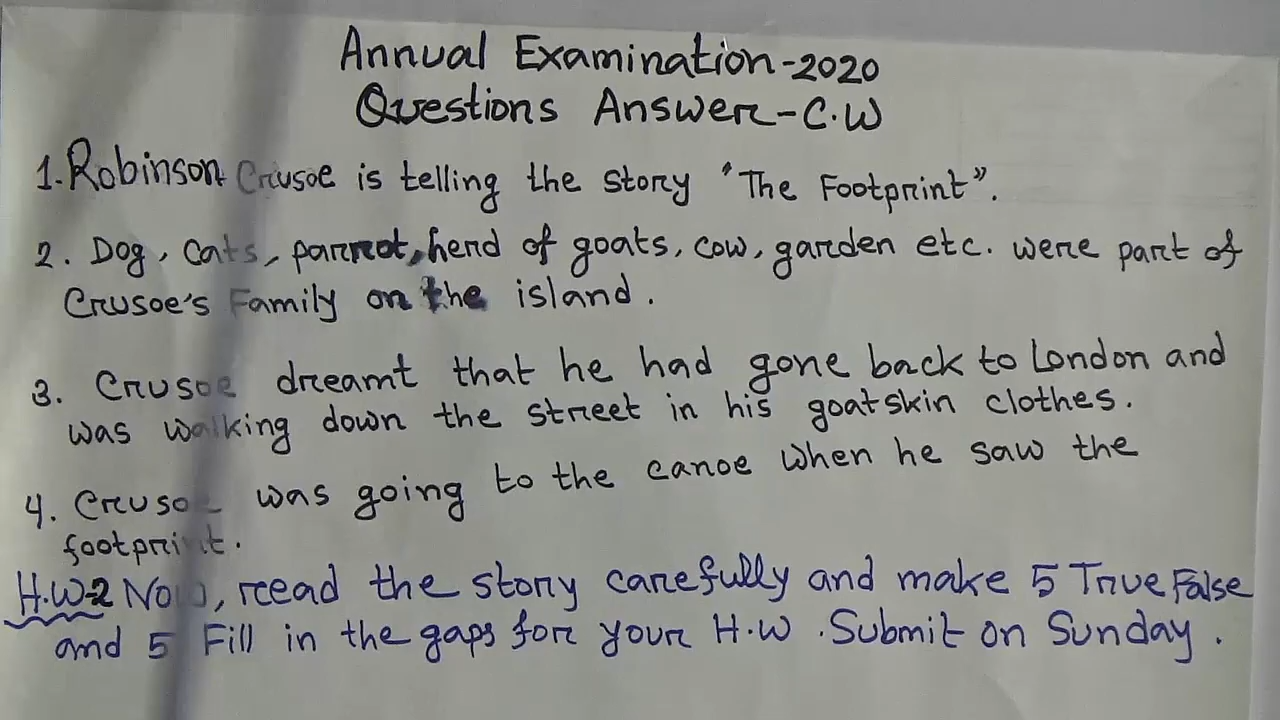 Annual Examination-2020
Questions Answer-C.W
1. Robinson Crusoe is telling the story "The Footprint".
2. Dog, Cats, parrot, herd of goats, cow, garden etc. were part of
Crusoe's Family on the island.
3. Crusoe dreamt that he had gone back to London and
was walking down the street in his goatskin clothes.
4. Crusoe was going to the canoe when he saw the
footprint.
H.W-2 Now, read the story carefully and make 5 True False
and 5 Fill in the gaps for your H.W. Submit on Sunday.